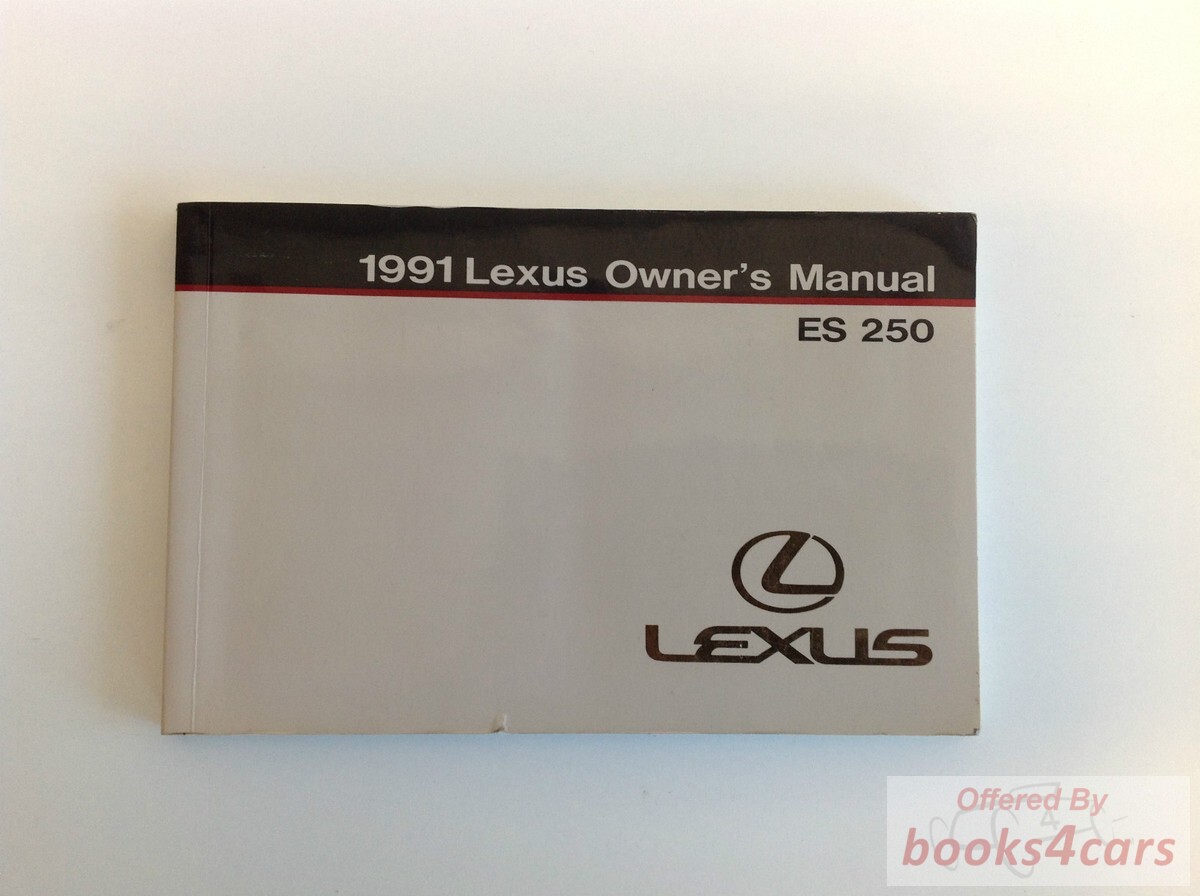 1991 Lexus Owner's Manual
ES 250
LEXUS
Offered By
books4cars